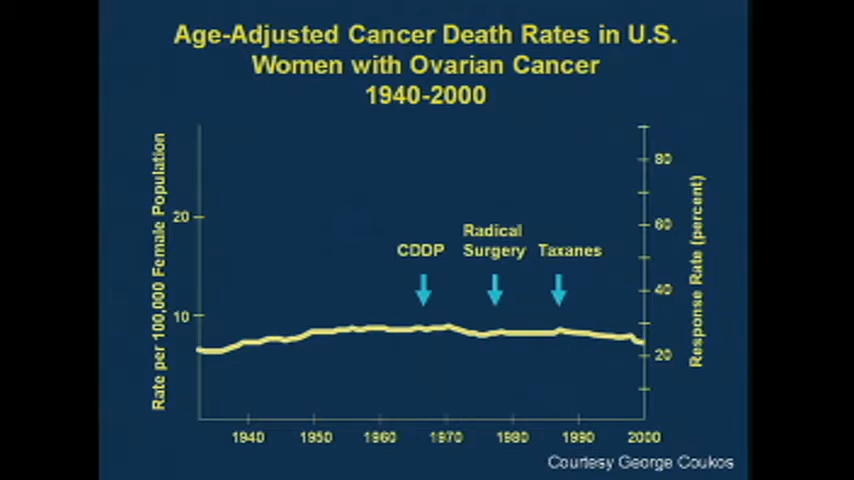 Age-Adjusted Cancer Death Rates in U.S.
Women with Ovarian Cancer
1940-2000
Rate per 100,000 Female Population
20
10
CDDP
Radical
Surgery
Taxanes
80
60
40
20
Response Rate (percent)
1940 1950 1960 1970 1980 1990 2000
Courtesy George Coukos